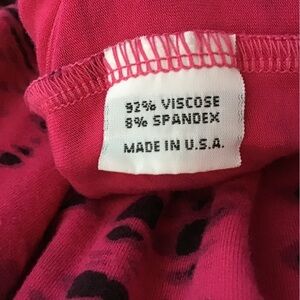 92% VISCOSE
8% SPANDEX
MADE IN U.S.A.